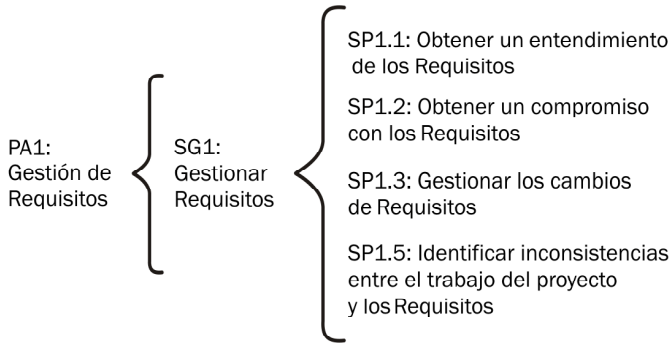 PA1:
Gestión de
Requisitos
SG1:
Gestionar
Requisitos
SP1.1: Obtener un entendimiento
de los Requisitos
SP1.2: Obtener un compromiso
con los Requisitos
SP1.3: Gestionar los cambios
de Requisitos
SP1.5: Identificar inconsistencias
entre el trabajo del proyecto
y los Requisitos